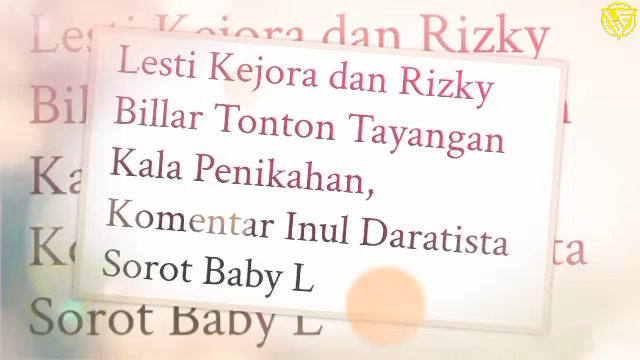 Lesti Kejora dan Rizky
Billar Tonton Tayangan
Kala Penikahan,
Komentar Inul Daratista
Sorot Baby L